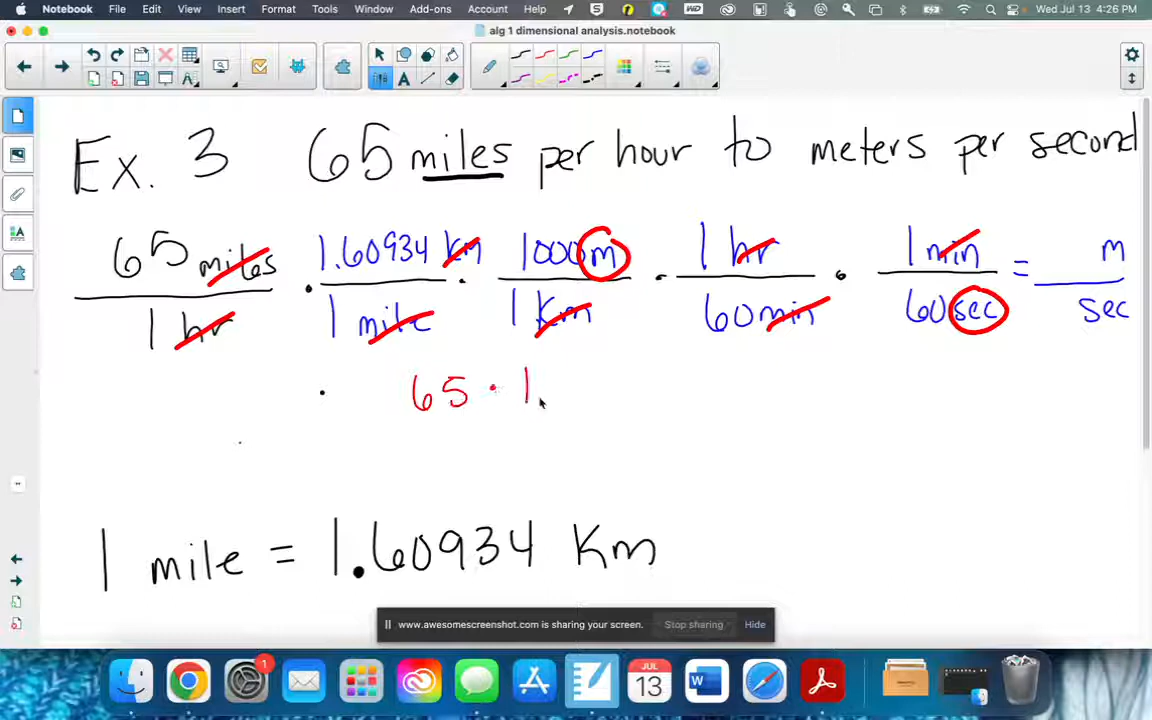 Notebook File Edit View Insert Format Tools Window Add-ons Account Help WD Wed Jul 13 4:26 PM
alg 1 dimensional analysis.notebook
Ex. 3 65 miles per hour to meters per second
65 miles / 1 hr · 1.60934 km / 1 mile · 1000 m / 1 Km · 1 hr / 60 min · 1 min / 60 sec = m / sec
65 · 1.
1 mile = 1.60934 Km
www.awesomescreenshot.com is sharing your screen. Stop sharing Hide
1
JUL
13
W